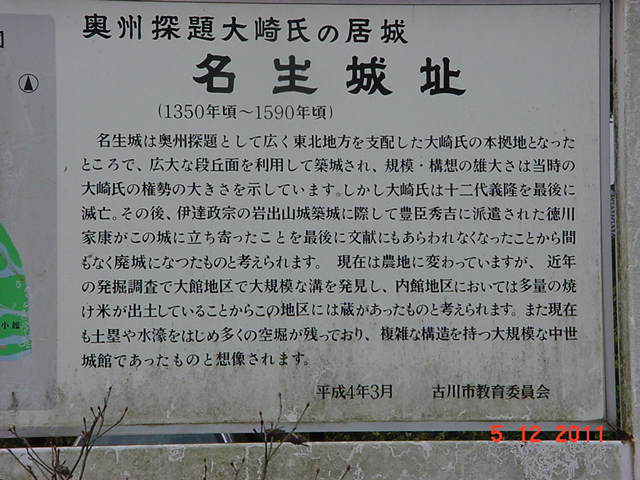 奥州探題大崎氏の居城
名生城址
(1350年頃～1590年頃)
名生城は奥州探題として広く東北地方を支配した大崎氏の本拠地となった
ところで、広大な段丘面を利用して築城され、規模・構想の雄大さは当時の
大崎氏の権勢の大きさを示しています。しかし大崎氏は十二代義隆を最後に
滅亡。その後、伊達政宗の岩出山城築城に際して豊臣秀吉に派遣された徳川
家康がこの城に立ち寄ったことを最後に文献にもあらわれなくなったことから間
もなく廃城になつたものと考えられます。 現在は農地に変わっていますが、近年
の発掘調査で大館地区で大規模な溝を発見し、内館地区においては多量の焼
け米が出土していることからこの地区には蔵があったものと考えられます。また現在
も土塁や水濠をはじめ多くの空堀が残っており、複雑な構造を持つ大規模な中世
城館であったものと想像されます。
平成4年3月 古川市教育委員会
小館
5 12 2011